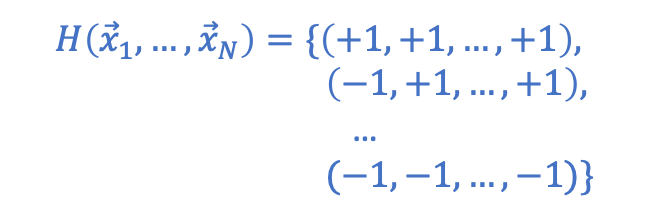 H(x⃗₁, ..., x⃗_N) = {(+1, +1, ..., +1),
(−1, +1, ..., +1),
...
(−1, −1, ..., −1)}